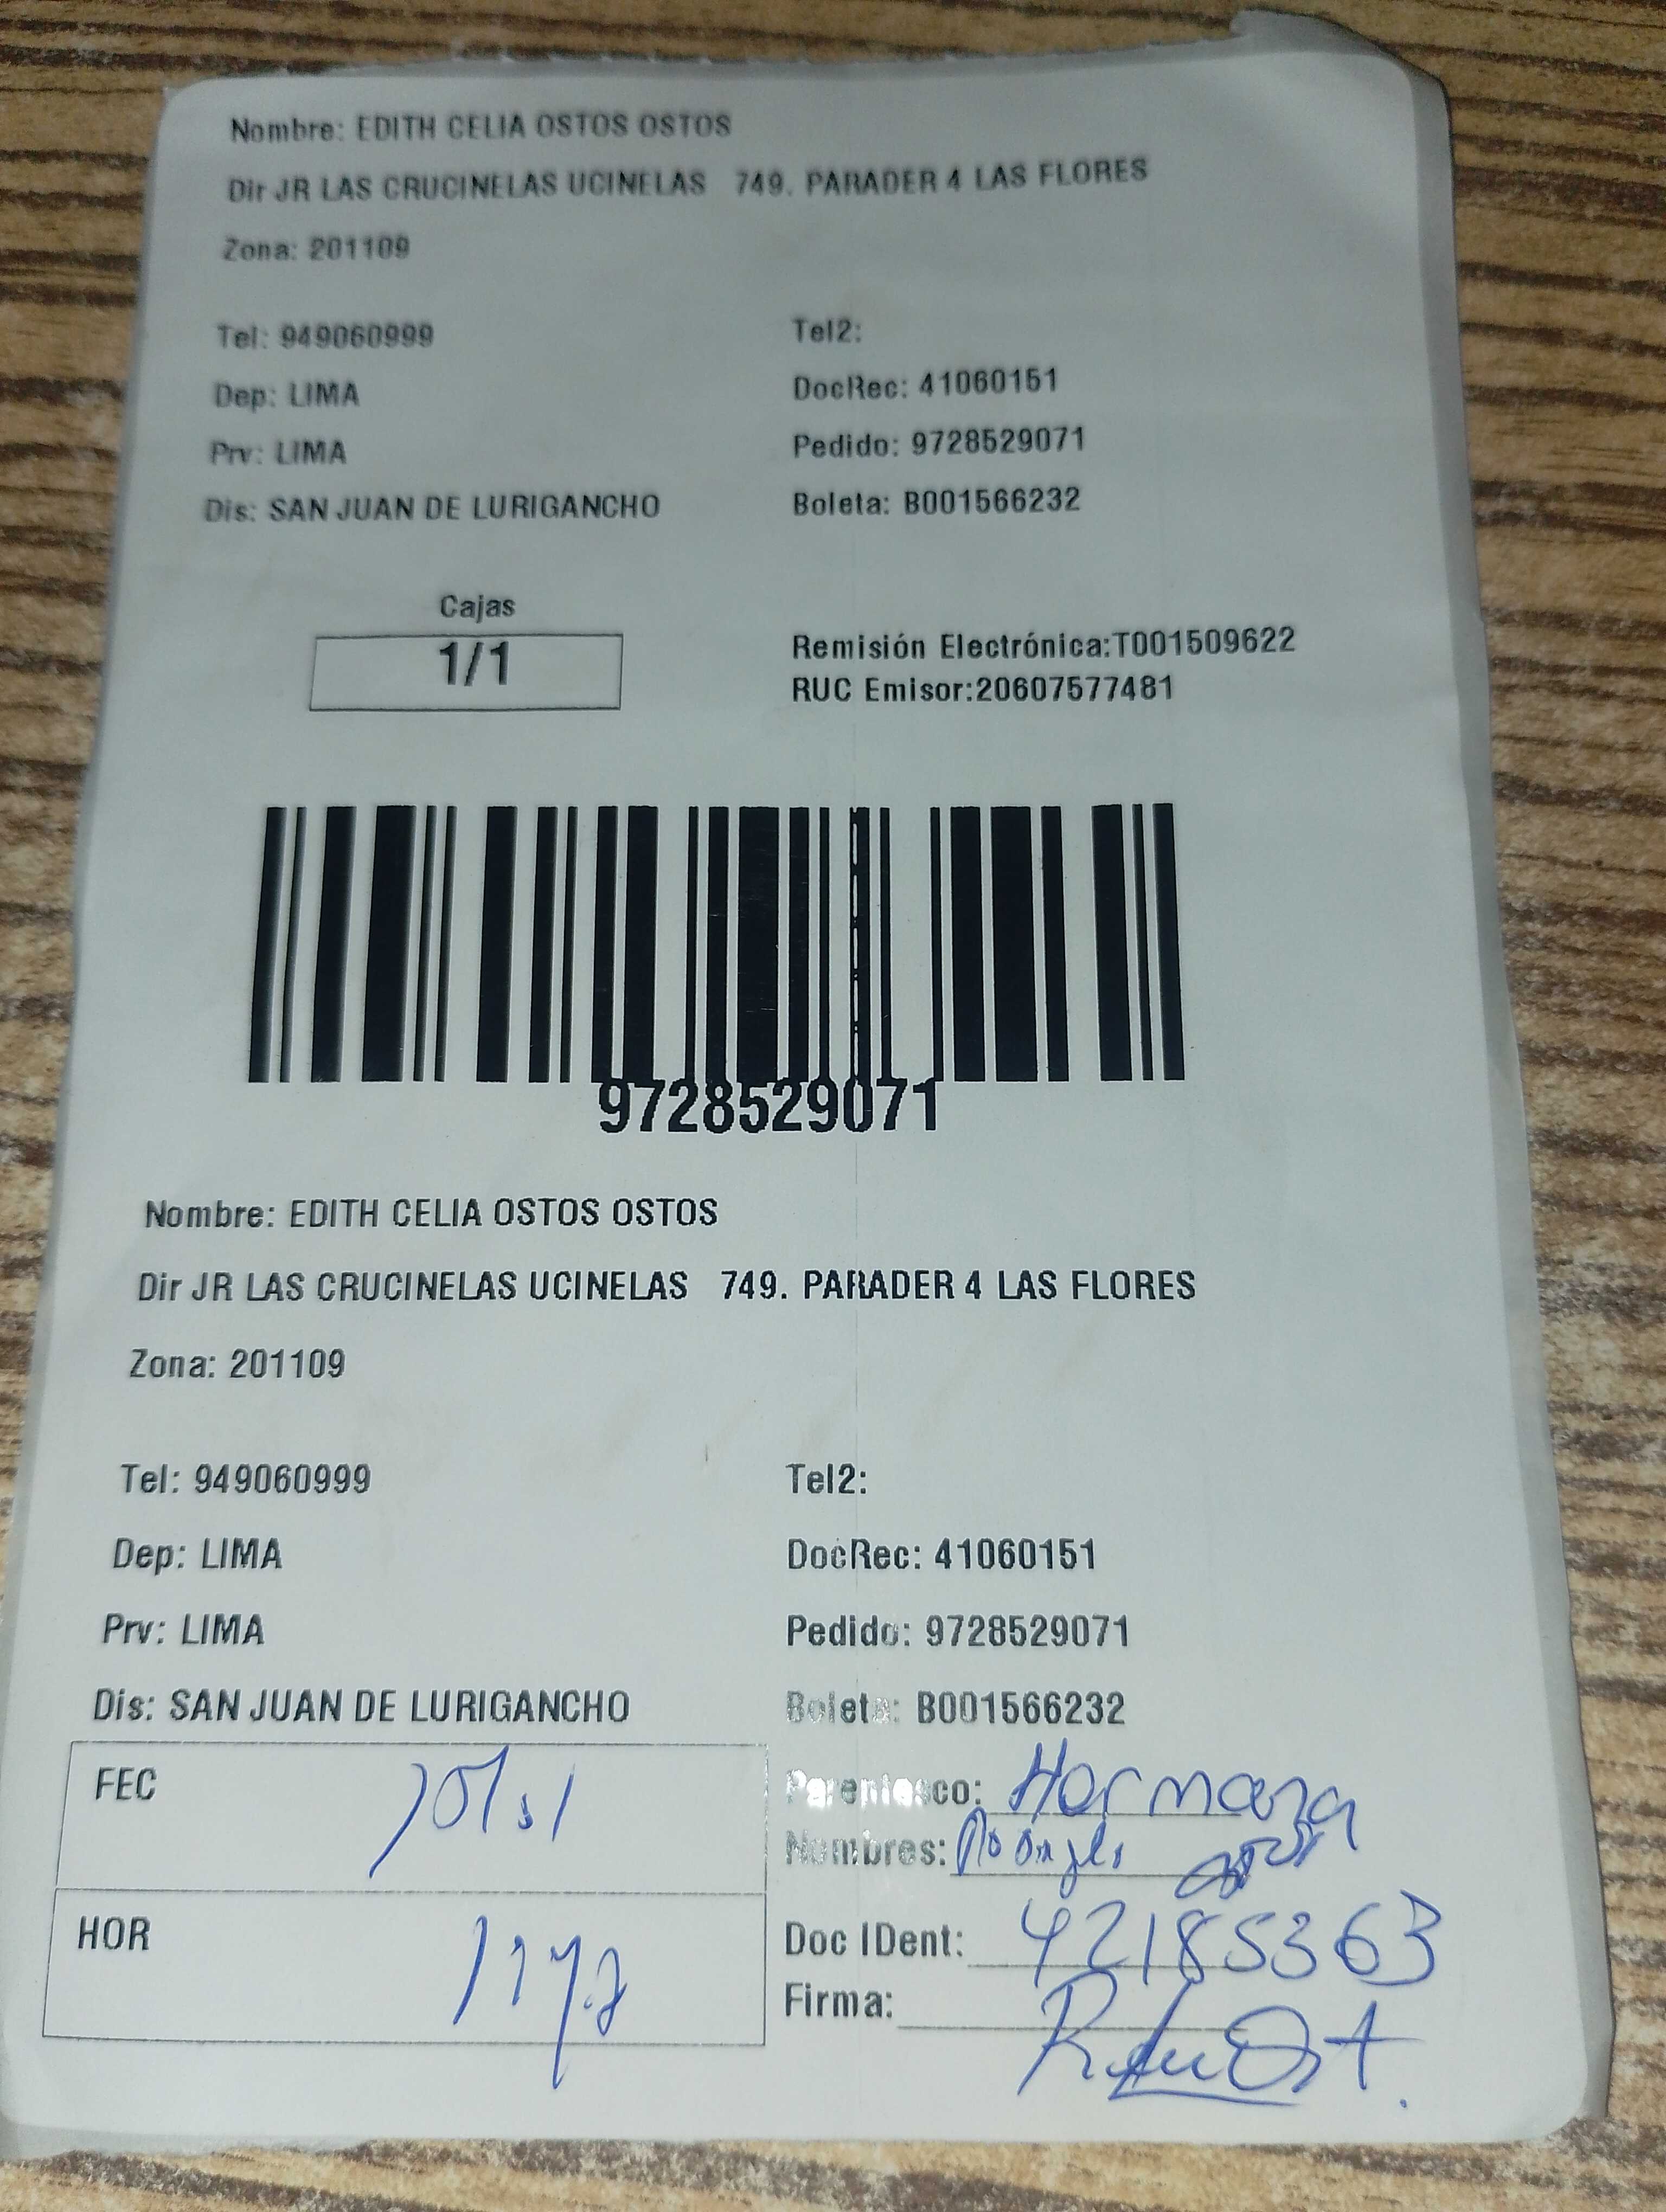 Nombre: EDITH CELIA OSTOS OSTOS
Dir JR LAS CRUCINELAS UCINELAS 749. PARADER 4 LAS FLORES
Zona: 201109
Tel: 949060999 Tel2:
Dep: LIMA DocRec: 41060151
Prv: LIMA Pedido: 9728529071
Dis: SAN JUAN DE LURIGANCHO Boleta: B001566232
Cajas
1/1
Remisión Electrónica:T001509622
RUC Emisor:20607577481
9728529071
Nombre: EDITH CELIA OSTOS OSTOS
Dir JR LAS CRUCINELAS UCINELAS 749. PARADER 4 LAS FLORES
Zona: 201109
Tel: 949060999 Tel2:
Dep: LIMA DocRec: 41060151
Prv: LIMA Pedido: 9728529071
Dis: SAN JUAN DE LURIGANCHO Boleta: B001566232
FEC
Parentesco: Hermana
Nombres:
HOR
Doc IDent: 42185363
Firma: